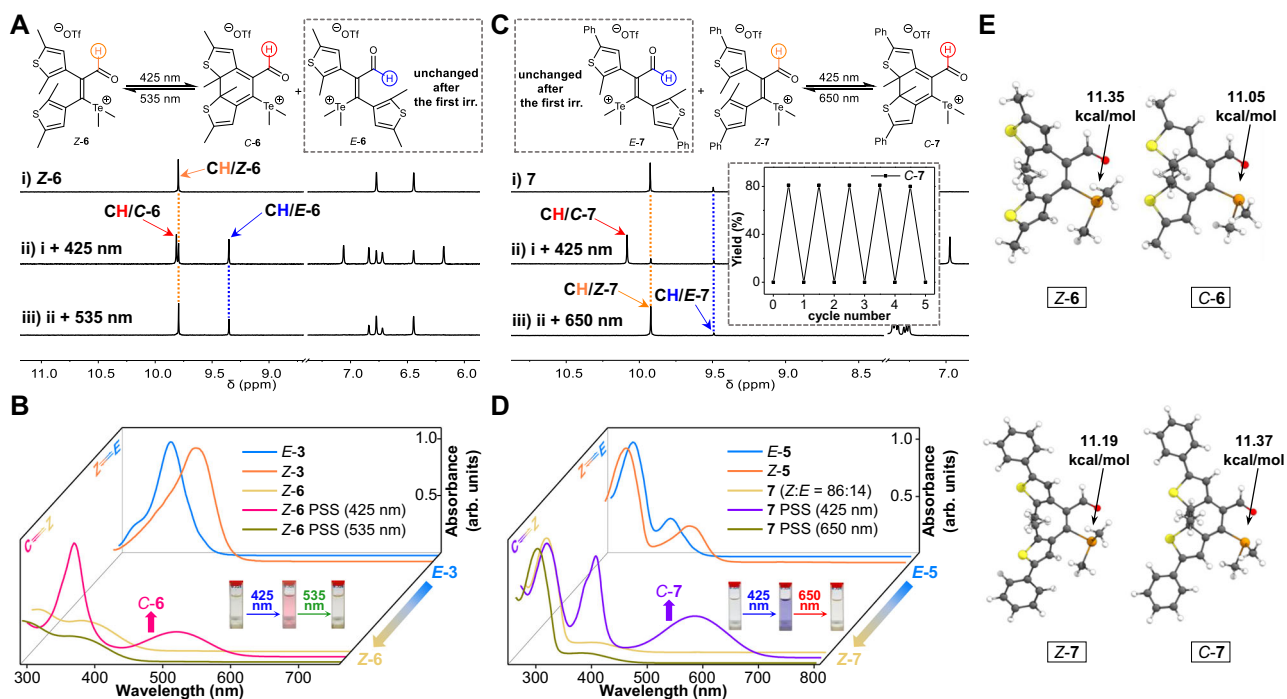 A
⊖OTf
H
O
S
S
Te
⊕
Z-6
425 nm
535 nm
⊖OTf
H
O
S
S
Te
⊕
C-6
+
⊖OTf
S
O
H
Te
⊕
S
E-6
unchanged
after
the first irr.
i) Z-6
CH/Z-6
CH/C-6
CH/E-6
ii) i + 425 nm
iii) ii + 535 nm
11.0 10.0 9.5 9.0 7.0 6.5 6.0
δ (ppm)
C
unchanged
after
the first irr.
Ph
⊖OTf
S
O
H
Te
⊕
S
Ph
E-7
+
Ph
⊖OTf
H
O
S
S
Te
⊕
Ph
Z-7
425 nm
650 nm
Ph
⊖OTf
H
O
S
S
Te
⊕
Ph
C-7
i) 7
CH/C-7
ii) i + 425 nm
CH/Z-7
CH/E-7
iii) ii + 650 nm
10.5 10.0 9.5 9.0 8.5 7.0
δ (ppm)
C-7
80
40
0
Yield (%)
0 1 2 3 4 5
cycle number
E
11.35
kcal/mol
11.05
kcal/mol
Z-6
C-6
11.19
kcal/mol
11.37
kcal/mol
Z-7
C-7
B
Z E
C Z
E-3
Z-3
Z-6
Z-6 PSS (425 nm)
Z-6 PSS (535 nm)
1.0
0.5
Absorbance
(arb. units)
C-6
425
nm
535
nm
E-3
Z-6
300 400 500 600 700
Wavelength (nm)
D
Z E
C Z
E-5
Z-5
7 (Z:E = 86:14)
7 PSS (425 nm)
7 PSS (650 nm)
1.0
0.5
Absorbance
(arb. units)
C-7
425
nm
650
nm
E-5
Z-7
300 400 500 600 700 800
Wavelength (nm)